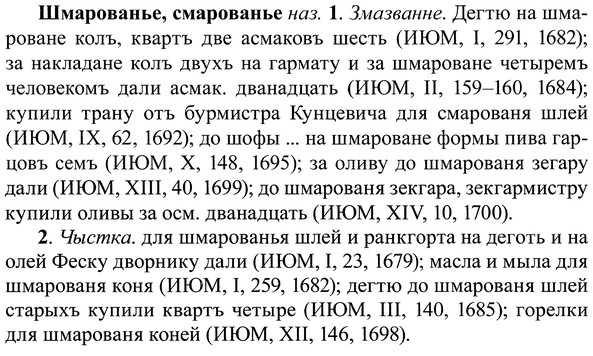 Шмарованье, смарованье наз. 1. Змазванне. Дегтю на шма-
роване колъ, квартъ две асмаковъ шесть (ИЮМ, I, 291, 1682);
за накладане колъ двухъ на гармату и за шмароване четыремъ
человекомъ дали асмак. дванадцать (ИЮМ, II, 159–160, 1684);
купили трану отъ бурмистра Кунцевича для смарованя шлей
(ИЮМ, IX, 62, 1692); до шофы ... на шмароване формы пива гар-
цовъ семъ (ИЮМ, X, 148, 1695); за оливу до шмарованя зегару
дали (ИЮМ, XIII, 40, 1699); до шмарованя зекгара, зекгармистру
купили оливы за осм. дванадцать (ИЮМ, XIV, 10, 1700).
2. Чыстка. для шмарованья шлей и ранкгорта на деготь и на
олей Феску дворнику дали (ИЮМ, I, 23, 1679); масла и мыла для
шмарованя коня (ИЮМ, I, 259, 1682); дегтю до шмарованя шлей
старыхъ купили квартъ четыре (ИЮМ, III, 140, 1685); горелки
для шмарованя коней (ИЮМ, XII, 146, 1698).